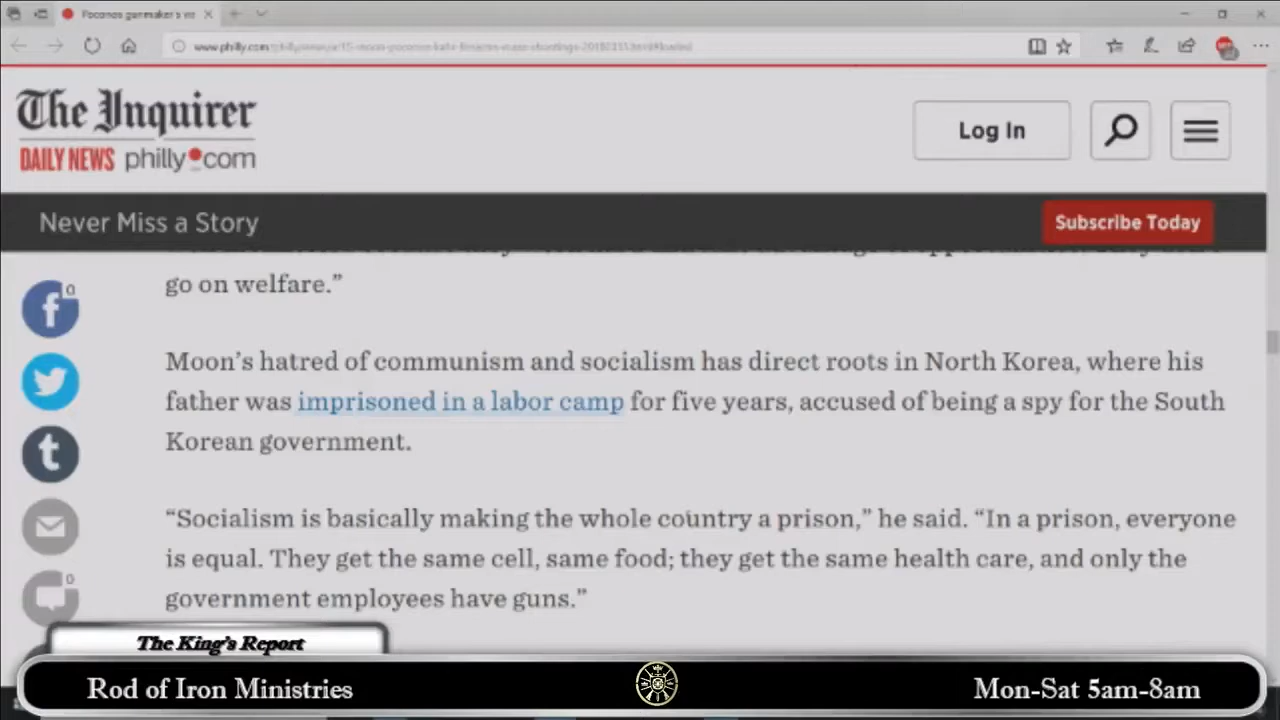 Poconos gunmaker's
The Inquirer
DAILY NEWS philly.com
Log In
Never Miss a Story
Subscribe Today
go on welfare.”
0
Moon’s hatred of communism and socialism has direct roots in North Korea, where his
father was imprisoned in a labor camp for five years, accused of being a spy for the South
Korean government.
“Socialism is basically making the whole country a prison,” he said. “In a prison, everyone
is equal. They get the same cell, same food; they get the same health care, and only the
0
government employees have guns.”
The King's Report
Rod of Iron Ministries
Mon-Sat 5am-8am